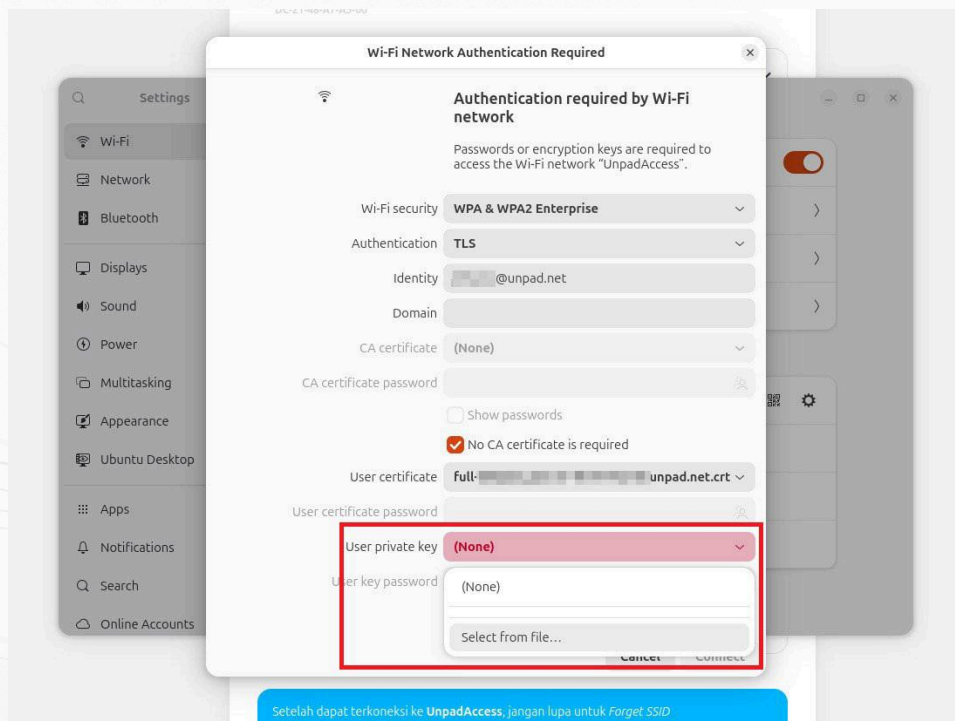 Wi-Fi Network Authentication Required
Settings
Authentication required by Wi-Fi
network
Wi-Fi
Passwords or encryption keys are required to
access the Wi-Fi network “UnpadAccess”.
Network
Wi-Fi security WPA & WPA2 Enterprise
Bluetooth
Authentication TLS
Displays
Identity @unpad.net
Sound
Domain
Power
CA certificate (None)
Multitasking
CA certificate password
Show passwords
Appearance
No CA certificate is required
Ubuntu Desktop
User certificate full- unpad.net.crt
Apps
User certificate password
Notifications
User private key (None)
Search
User key password
(None)
Online Accounts
Select from file...
Cancel Connect
Setelah dapat terkoneksi ke UnpadAccess, jangan lupa untuk Forget SSID